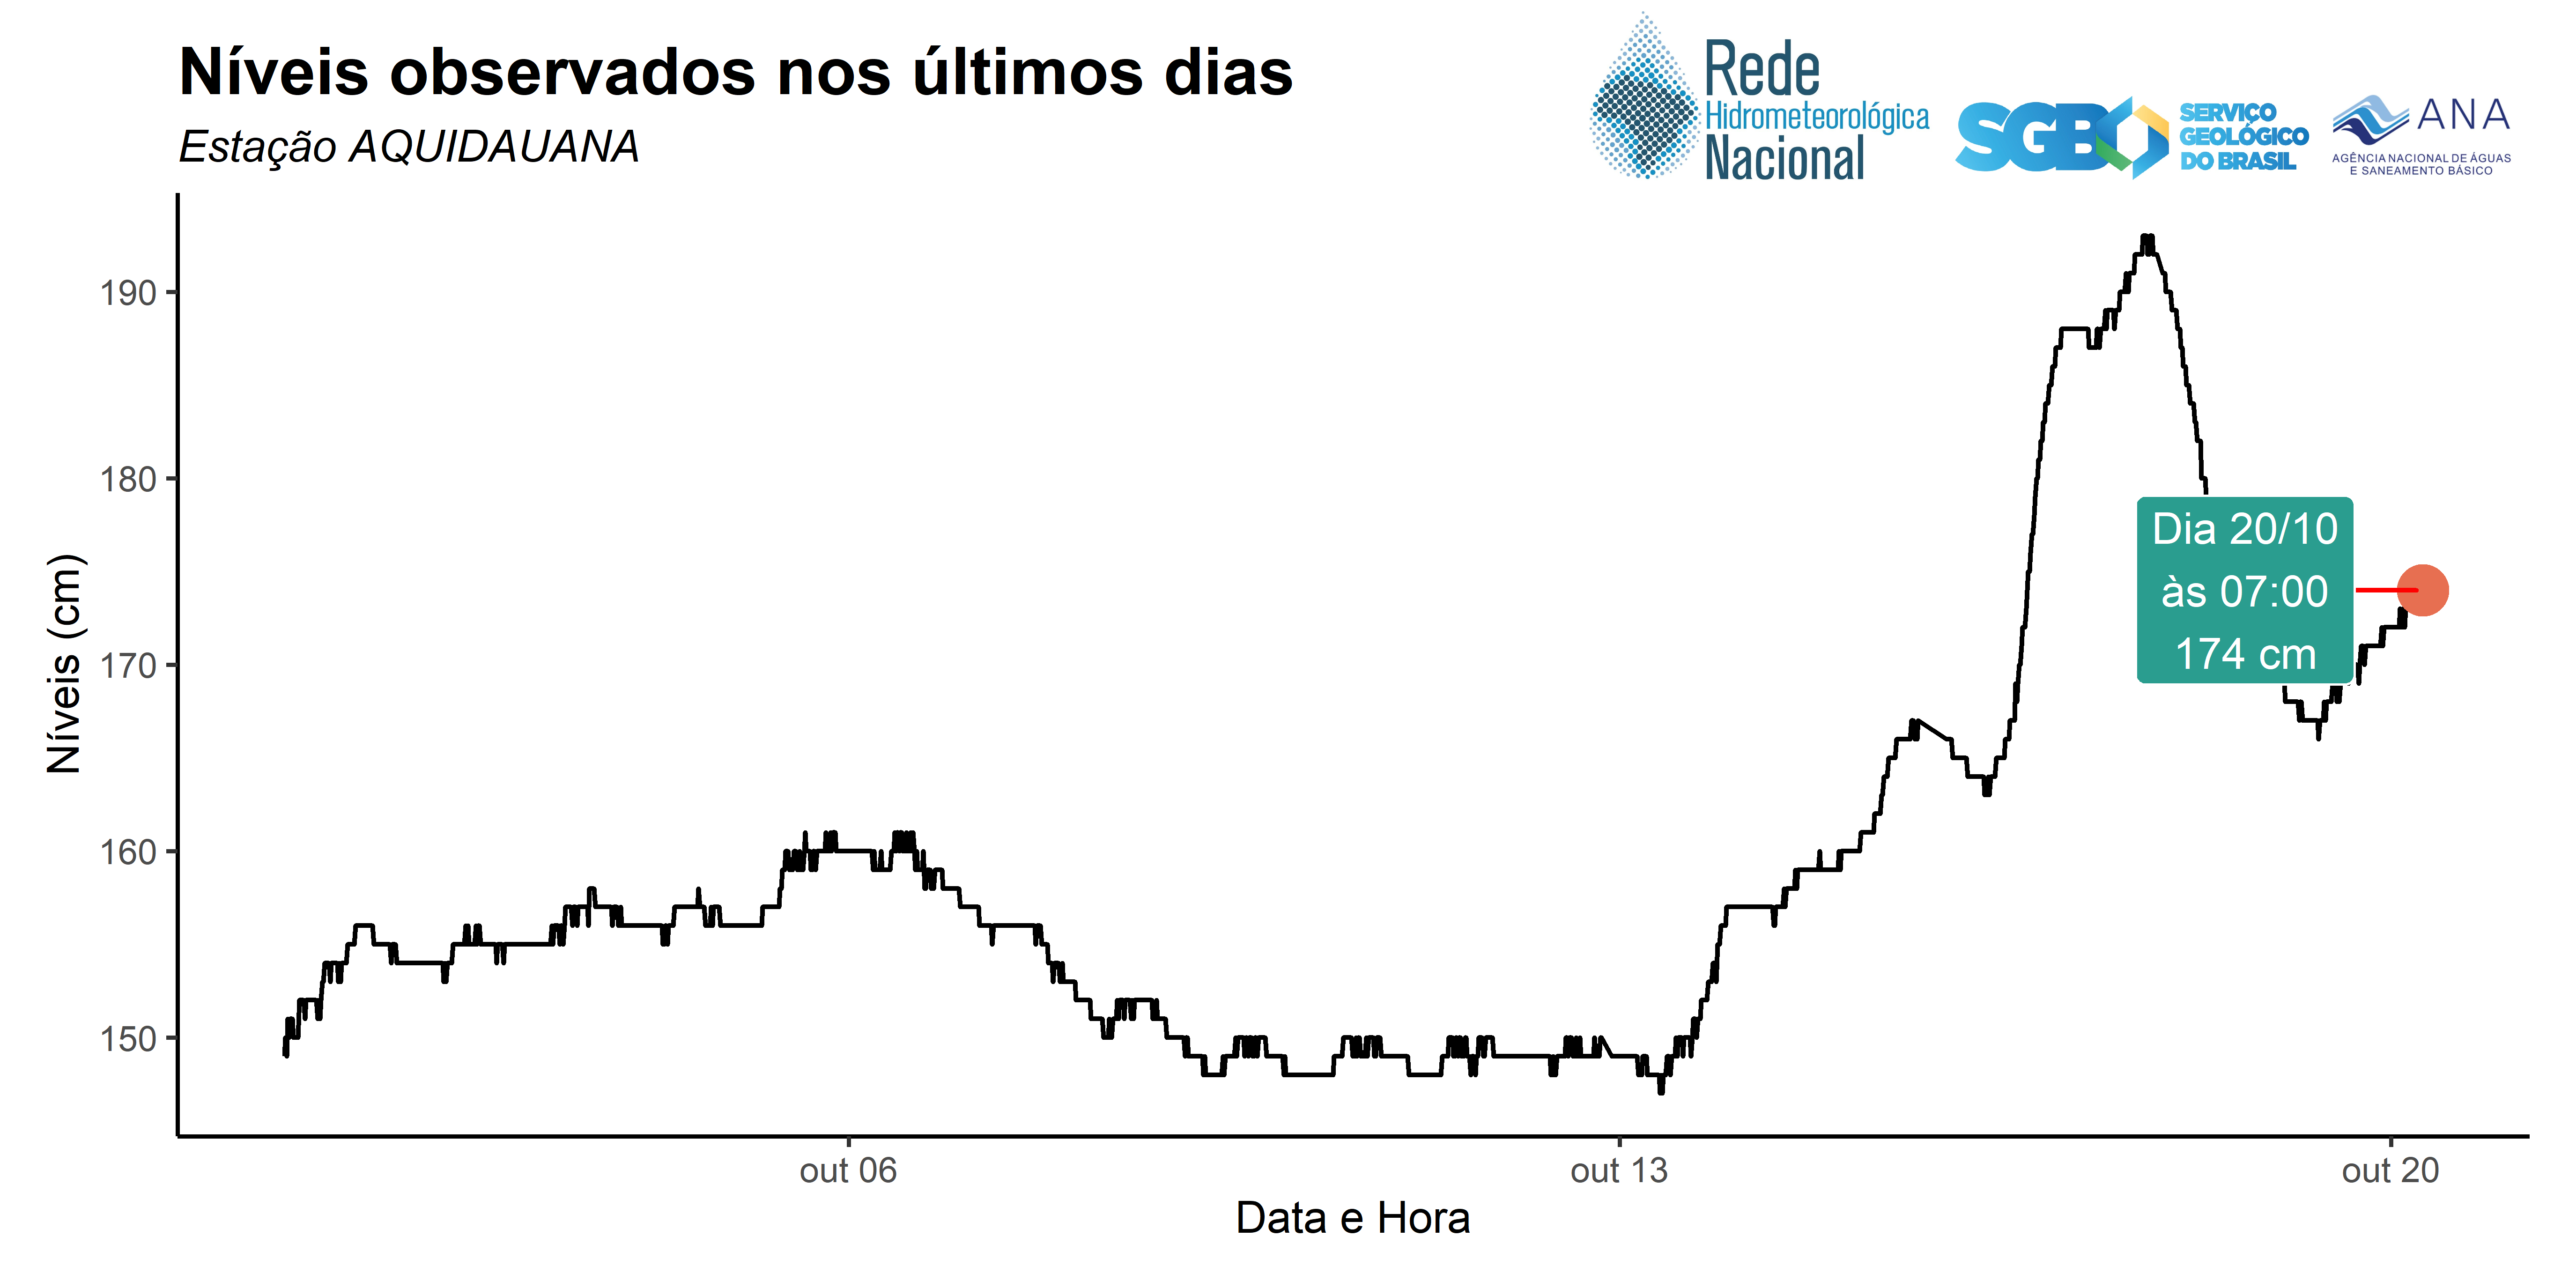 Níveis observados nos últimos dias
Estação AQUIDAUANA
Rede
Hidrometeorológica
Nacional
SGB
SERVIÇO
GEOLÓGICO
DO BRASIL
ANA
AGÊNCIA NACIONAL DE ÁGUAS
E SANEAMENTO BÁSICO
Níveis (cm)
190
180
170
160
150
Dia 20/10
às 07:00
174 cm
out 06
out 13
out 20
Data e Hora